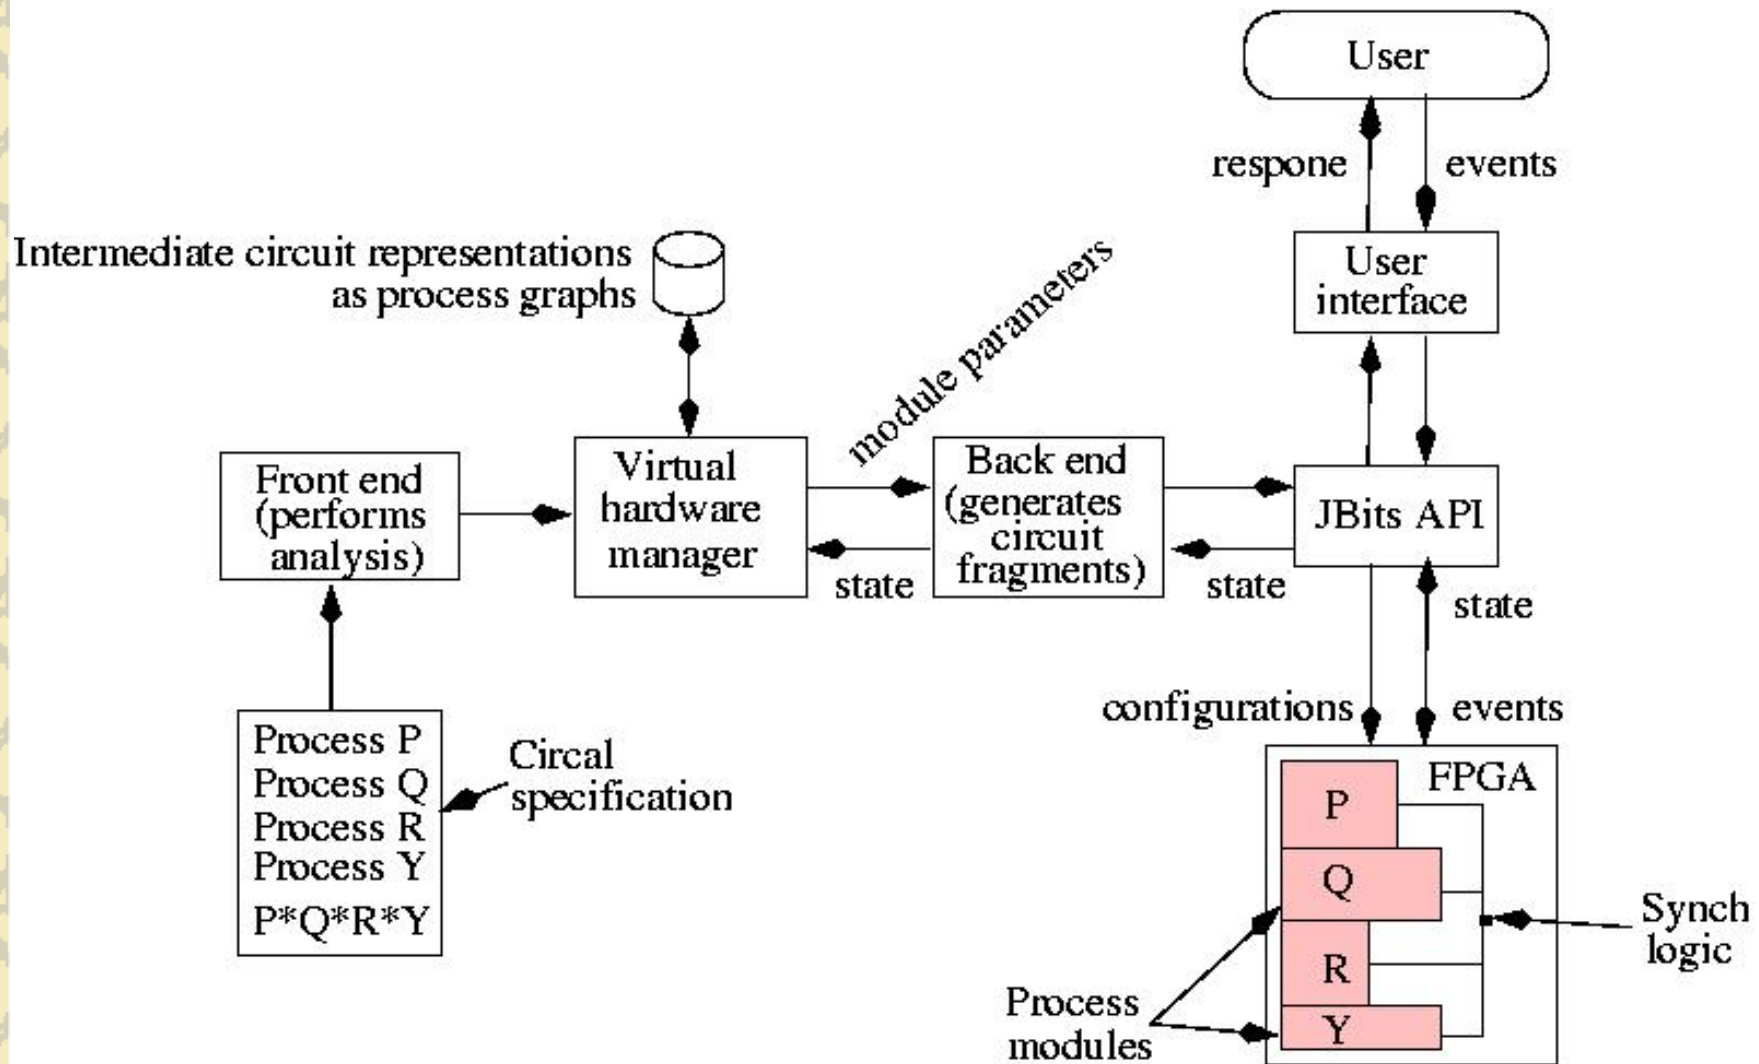 User
respone
events
Intermediate circuit representations
as process graphs
User
interface
module parameters
Front end
(performs
analysis)
Virtual
hardware
manager
Back end
(generates
circuit
fragments)
JBits API
state
state
state
configurations
events
Process P
Process Q
Process R
Process Y
P*Q*R*Y
Circal
specification
FPGA
P
Q
R
Y
Synch
logic
Process
modules